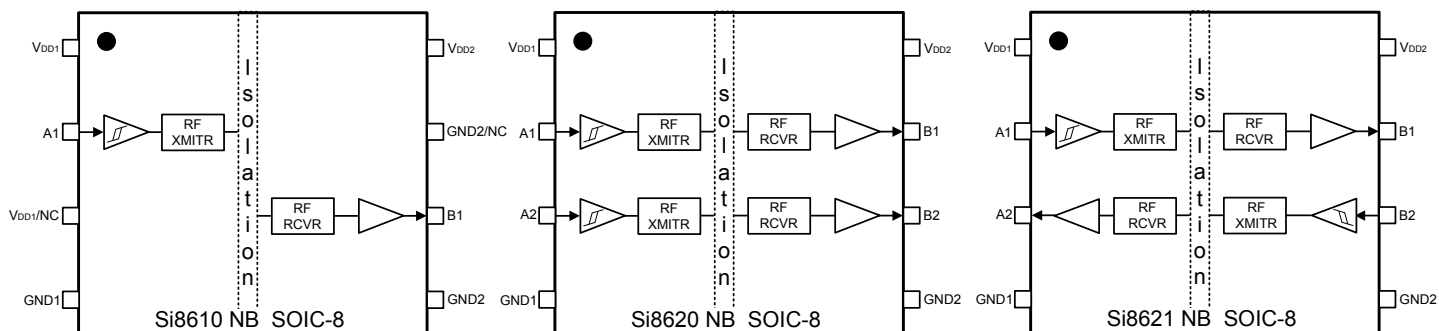 VDD1
VDD2
A1
RF
XMITR
GND2/NC
VDD1/NC
RF
RCVR
B1
GND1
GND2
Isolation
Si8610 NB SOIC-8
VDD1
VDD2
A1
RF
XMITR
RF
RCVR
B1
A2
RF
XMITR
RF
RCVR
B2
GND1
GND2
Isolation
Si8620 NB SOIC-8
VDD1
VDD2
A1
RF
XMITR
RF
RCVR
B1
A2
RF
RCVR
RF
XMITR
B2
GND1
GND2
Isolation
Si8621 NB SOIC-8